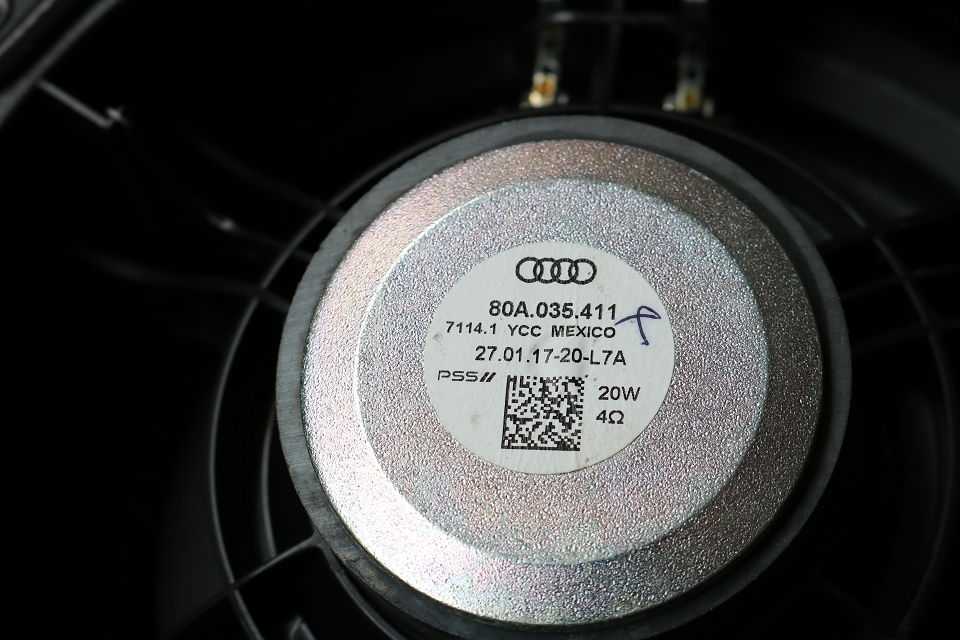 80A.035.411
7114.1 YCC MEXICO
27.01.17-20-L7A
PSS
20W
4Ω